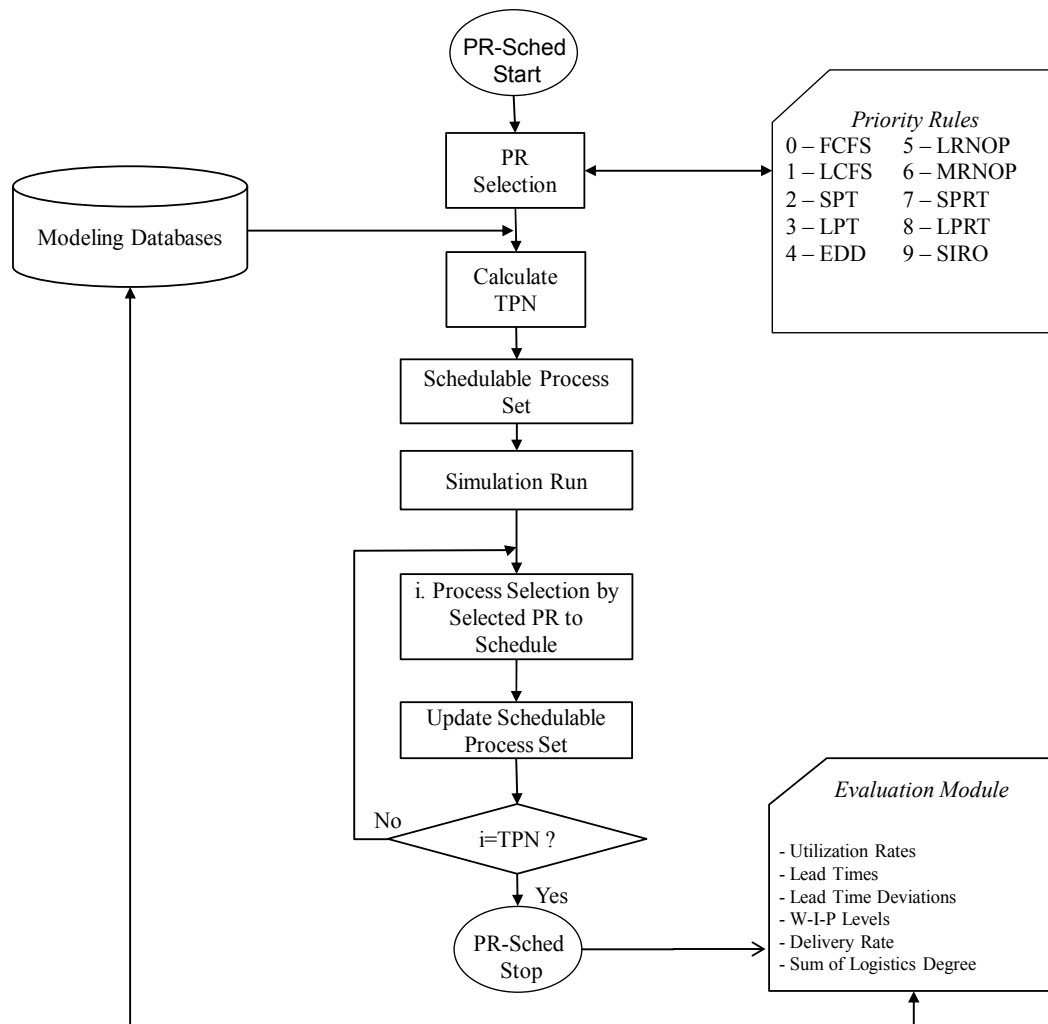 PR-Sched
Start
PR
Selection
Priority Rules
0 – FCFS 5 – LRNOP
1 – LCFS 6 – MRNOP
2 – SPT 7 – SPRT
3 – LPT 8 – LPRT
4 – EDD 9 – SIRO
Modeling Databases
Calculate
TPN
Schedulable Process
Set
Simulation Run
i. Process Selection by
Selected PR to
Schedule
Update Schedulable
Process Set
No
i=TPN ?
Yes
PR-Sched
Stop
Evaluation Module
- Utilization Rates
- Lead Times
- Lead Time Deviations
- W-I-P Levels
- Delivery Rate
- Sum of Logistics Degree